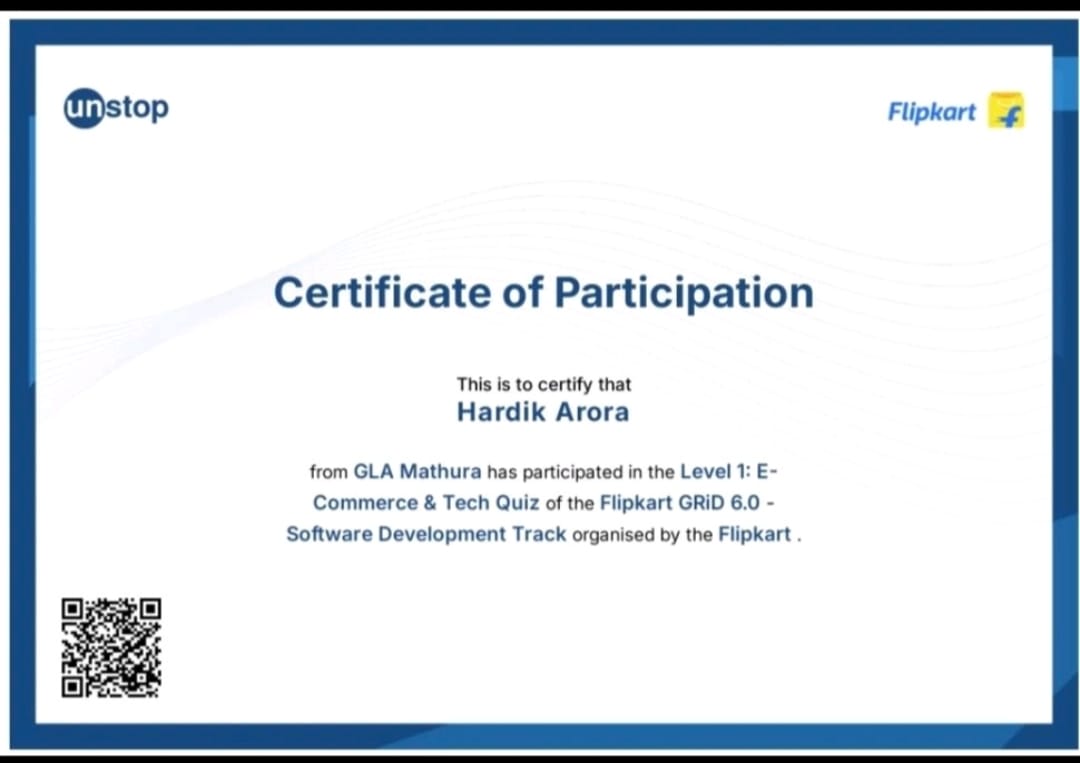 unstop
Flipkart
Certificate of Participation
This is to certify that
Hardik Arora
from GLA Mathura has participated in the Level 1: E-
Commerce & Tech Quiz of the Flipkart GRiD 6.0 -
Software Development Track organised by the Flipkart .